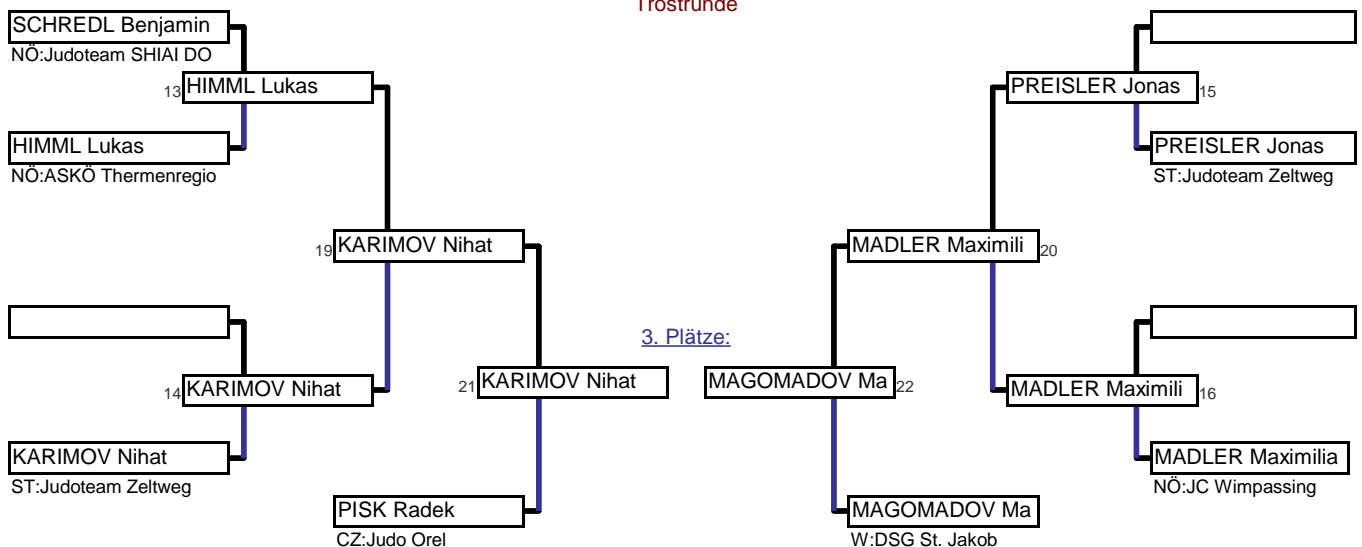 Trostrunde
SCHREDL Benjamin
NÖ:Judoteam SHIAI DO
13 HIMML Lukas
PREISLER Jonas 15
HIMML Lukas
NÖ:ASKÖ Thermenregio
PREISLER Jonas
ST:Judoteam Zeltweg
19 KARIMOV Nihat
MADLER Maximili 20
3. Plätze:
14 KARIMOV Nihat
21 KARIMOV Nihat
MAGOMADOV Ma 22
MADLER Maximili 16
KARIMOV Nihat
ST:Judoteam Zeltweg
MADLER Maximilia
NÖ:JC Wimpassing
PISK Radek
CZ:Judo Orel
MAGOMADOV Ma
W:DSG St. Jakob